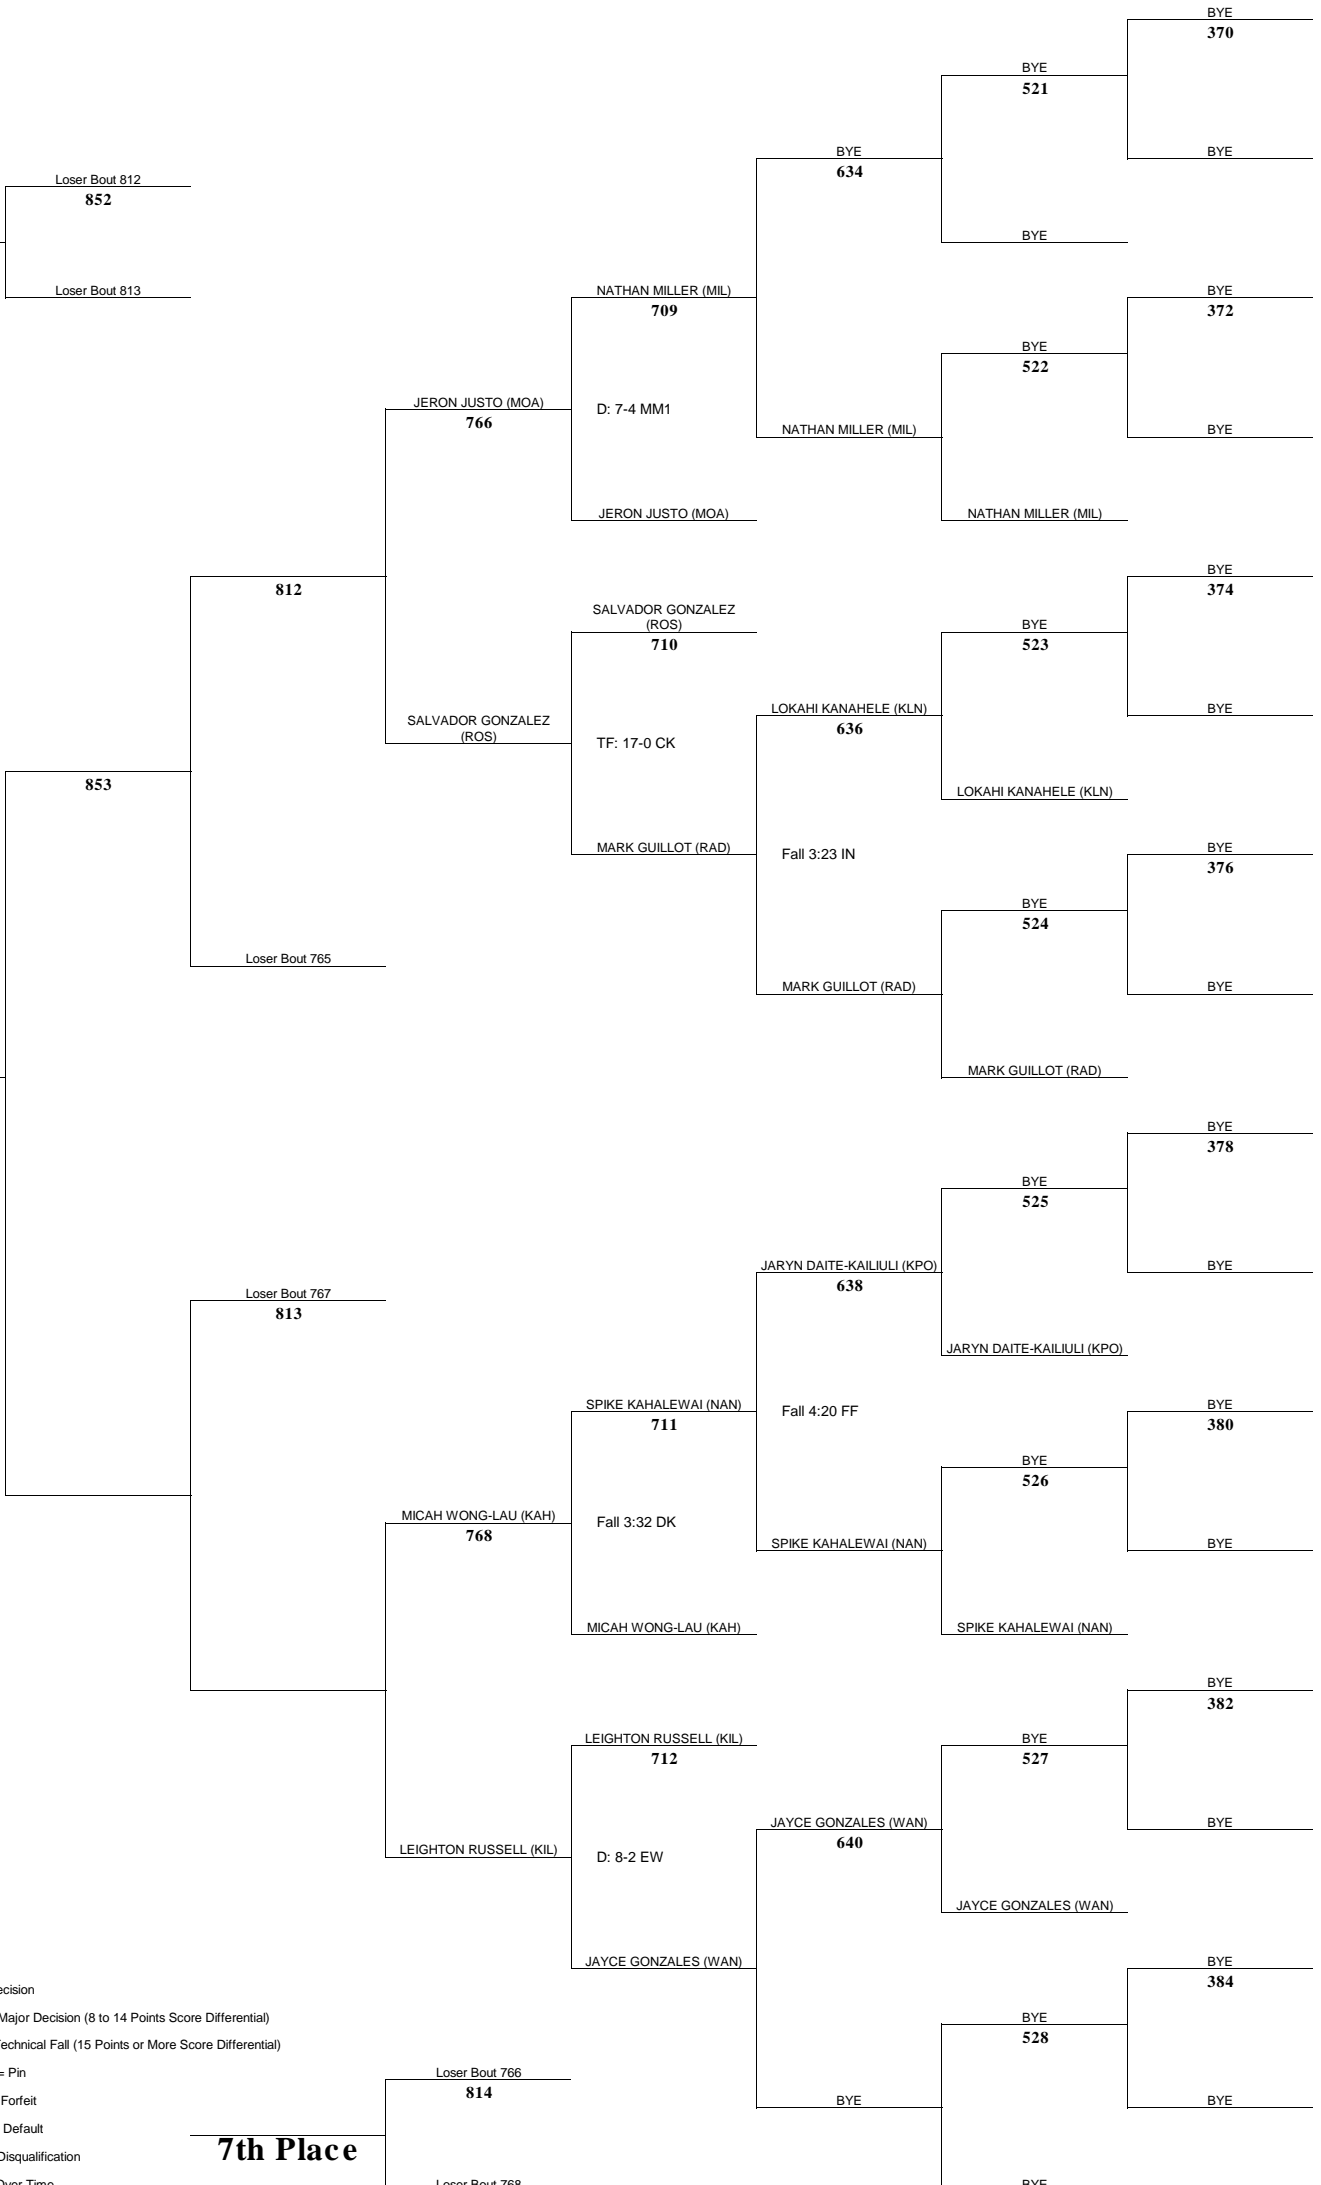 BYE
370
BYE
521
BYE
634
BYE
Loser Bout 812
852
BYE
Loser Bout 813
NATHAN MILLER (MIL)
709
BYE
372
BYE
522
JERON JUSTO (MOA)
766
D: 7-4 MM1
NATHAN MILLER (MIL)
BYE
JERON JUSTO (MOA)
NATHAN MILLER (MIL)
BYE
374
812
SALVADOR GONZALEZ
(ROS)
710
BYE
523
LOKAHI KANAHELE (KLN)
636
BYE
SALVADOR GONZALEZ
(ROS)
TF: 17-0 CK
853
LOKAHI KANAHELE (KLN)
MARK GUILLOT (RAD)
Fall 3:23 IN
BYE
376
BYE
524
Loser Bout 765
MARK GUILLOT (RAD)
BYE
MARK GUILLOT (RAD)
BYE
378
BYE
525
JARYN DAITE-KAILIULI (KPO)
638
BYE
Loser Bout 767
813
JARYN DAITE-KAILIULI (KPO)
SPIKE KAHALEWAI (NAN)
711
Fall 4:20 FF
BYE
380
BYE
526
MICAH WONG-LAU (KAH)
768
Fall 3:32 DK
SPIKE KAHALEWAI (NAN)
BYE
MICAH WONG-LAU (KAH)
SPIKE KAHALEWAI (NAN)
BYE
382
LEIGHTON RUSSELL (KIL)
712
BYE
527
JAYCE GONZALES (WAN)
640
BYE
LEIGHTON RUSSELL (KIL)
D: 8-2 EW
JAYCE GONZALES (WAN)
JAYCE GONZALES (WAN)
BYE
384
ecision
Major Decision (8 to 14 Points Score Differential)
BYE
528
echnical Fall (15 Points or More Score Differential)
= Pin
Loser Bout 766
814
Forfeit
BYE
BYE
Default
7th Place
Disqualification
Over Time
Loser Bout 768
BYE